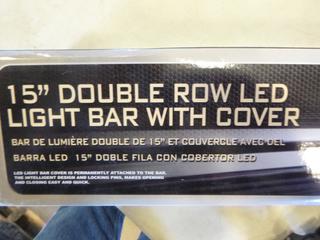 15" DOUBLE ROW LED
LIGHT BAR WITH COVER
BAR DE LUMIÈRE DOUBLE DE 15" ET COUVERCLE AVEC DEL
BARRA LED 15" DOBLE FILA CON COBERTOR LED
LED LIGHT BAR COVER IS PERMANENTLY ATTACHED TO THE BAR.
THE INTELLIGENT DESIGN AND LOCKING PINS, MAKES OPENING
AND CLOSING EASY AND QUICK.